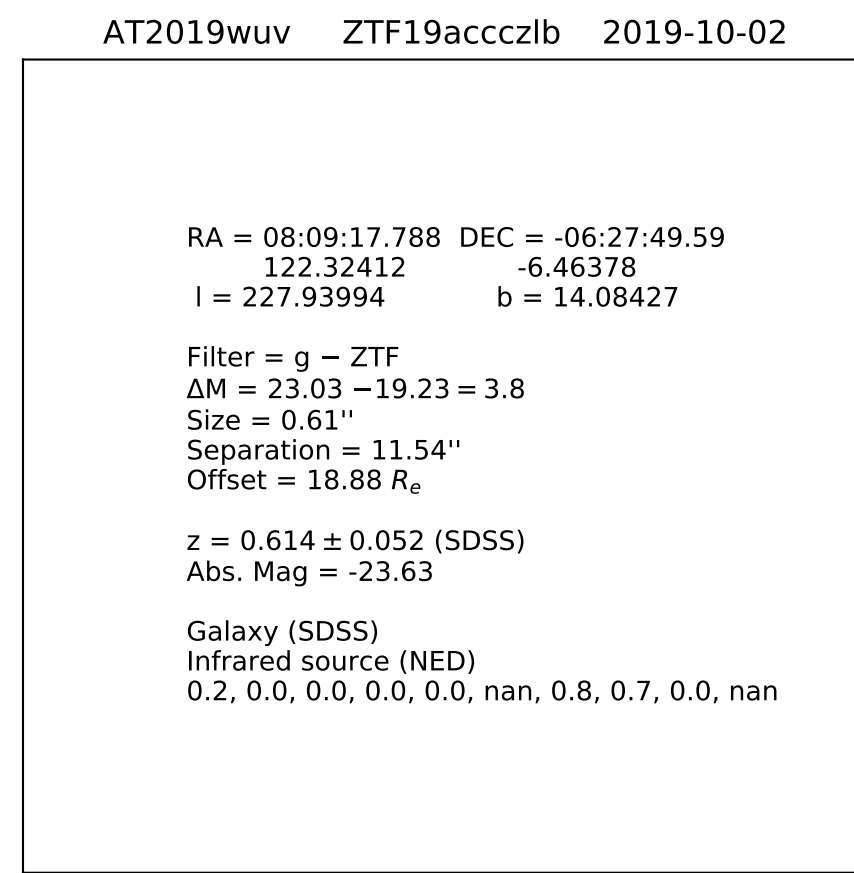 AT2019wuv ZTF19accczlb 2019-10-02
RA = 08:09:17.788 DEC = -06:27:49.59
122.32412 -6.46378
l = 227.93994 b = 14.08427
Filter = g − ZTF
ΔM = 23.03 −19.23 = 3.8
Size = 0.61''
Separation = 11.54''
Offset = 18.88 Re
z = 0.614 ± 0.052 (SDSS)
Abs. Mag = -23.63
Galaxy (SDSS)
Infrared source (NED)
0.2, 0.0, 0.0, 0.0, 0.0, nan, 0.8, 0.7, 0.0, nan